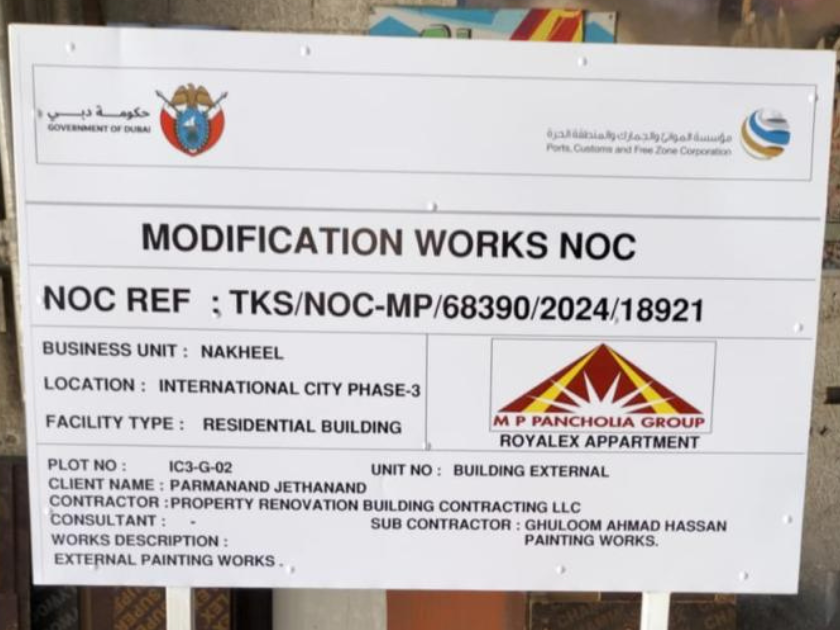 حكومة دبي
GOVERNMENT OF DUBAI
مؤسسة الموانئ والجمارك والمنطقة الحرة
Ports, Customs and Free Zone Corporation
MODIFICATION WORKS NOC
NOC REF : TKS/NOC-MP/68390/2024/18921
BUSINESS UNIT : NAKHEEL
LOCATION : INTERNATIONAL CITY PHASE-3
FACILITY TYPE : RESIDENTIAL BUILDING
M P PANCHOLIA GROUP
ROYALEX APPARTMENT
PLOT NO : IC3-G-02 UNIT NO : BUILDING EXTERNAL
CLIENT NAME : PARMANAND JETHANAND
CONTRACTOR : PROPERTY RENOVATION BUILDING CONTRACTING LLC
CONSULTANT : - SUB CONTRACTOR : GHULOOM AHMAD HASSAN
WORKS DESCRIPTION : PAINTING WORKS.
EXTERNAL PAINTING WORKS .